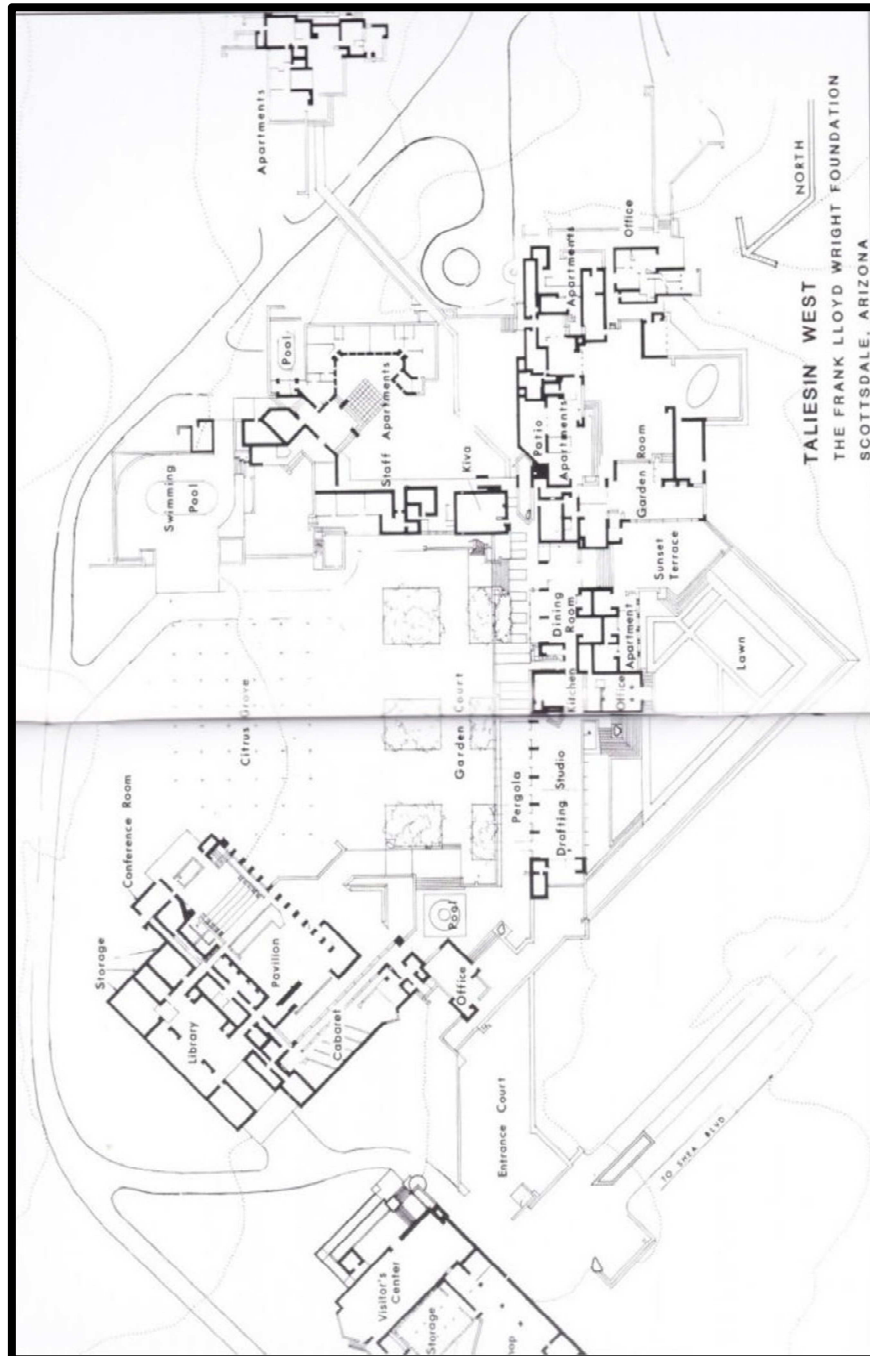 Apartments
Swimming
Pool
Pool
Staff Apartments
Kiva
Citrus Grove
Garden Court
Conference Room
Storage
Pavilion
Library
Cabaret
Pool
Office
Pergola
Drafting Studio
Kitchen
Dining
Room
Office
Apartment
Patio
Apartments
Apartments
Office
Garden Room
Sunset
Terrace
Lawn
Entrance Court
Visitor's
Center
Storage
hop
TO SHEA BLVD
NORTH
TALIESIN WEST
THE FRANK LLOYD WRIGHT FOUNDATION
SCOTTSDALE, ARIZONA